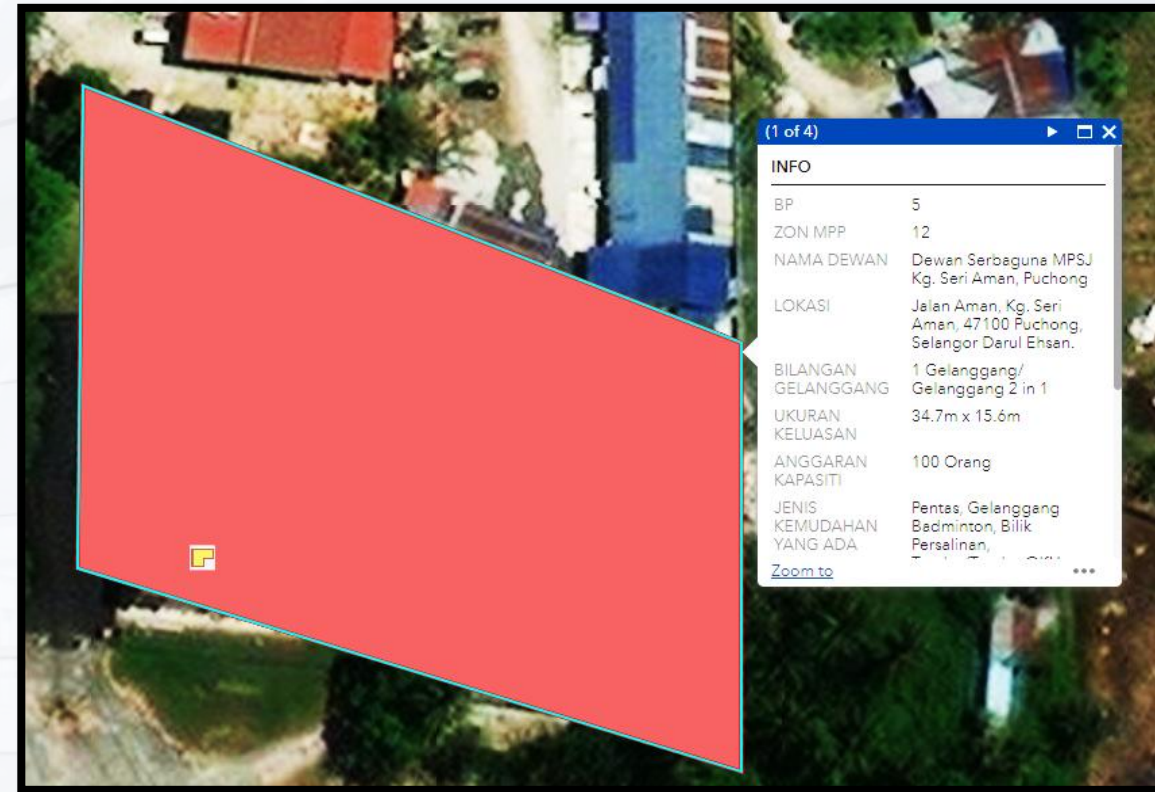 (1 of 4)
INFO
BP 5
ZON MPP 12
NAMA DEWAN Dewan Serbaguna MPSJ
Kg. Seri Aman, Puchong
LOKASI Jalan Aman, Kg. Seri
Aman, 47100 Puchong,
Selangor Darul Ehsan.
BILANGAN 1 Gelanggang/
GELANGGANG Gelanggang 2 in 1
UKURAN 34.7m x 15.6m
KELUASAN
ANGGARAN 100 Orang
KAPASITI
JENIS Pentas, Gelanggang
KEMUDAHAN Badminton, Bilik
YANG ADA Persalinan,
Zoom to